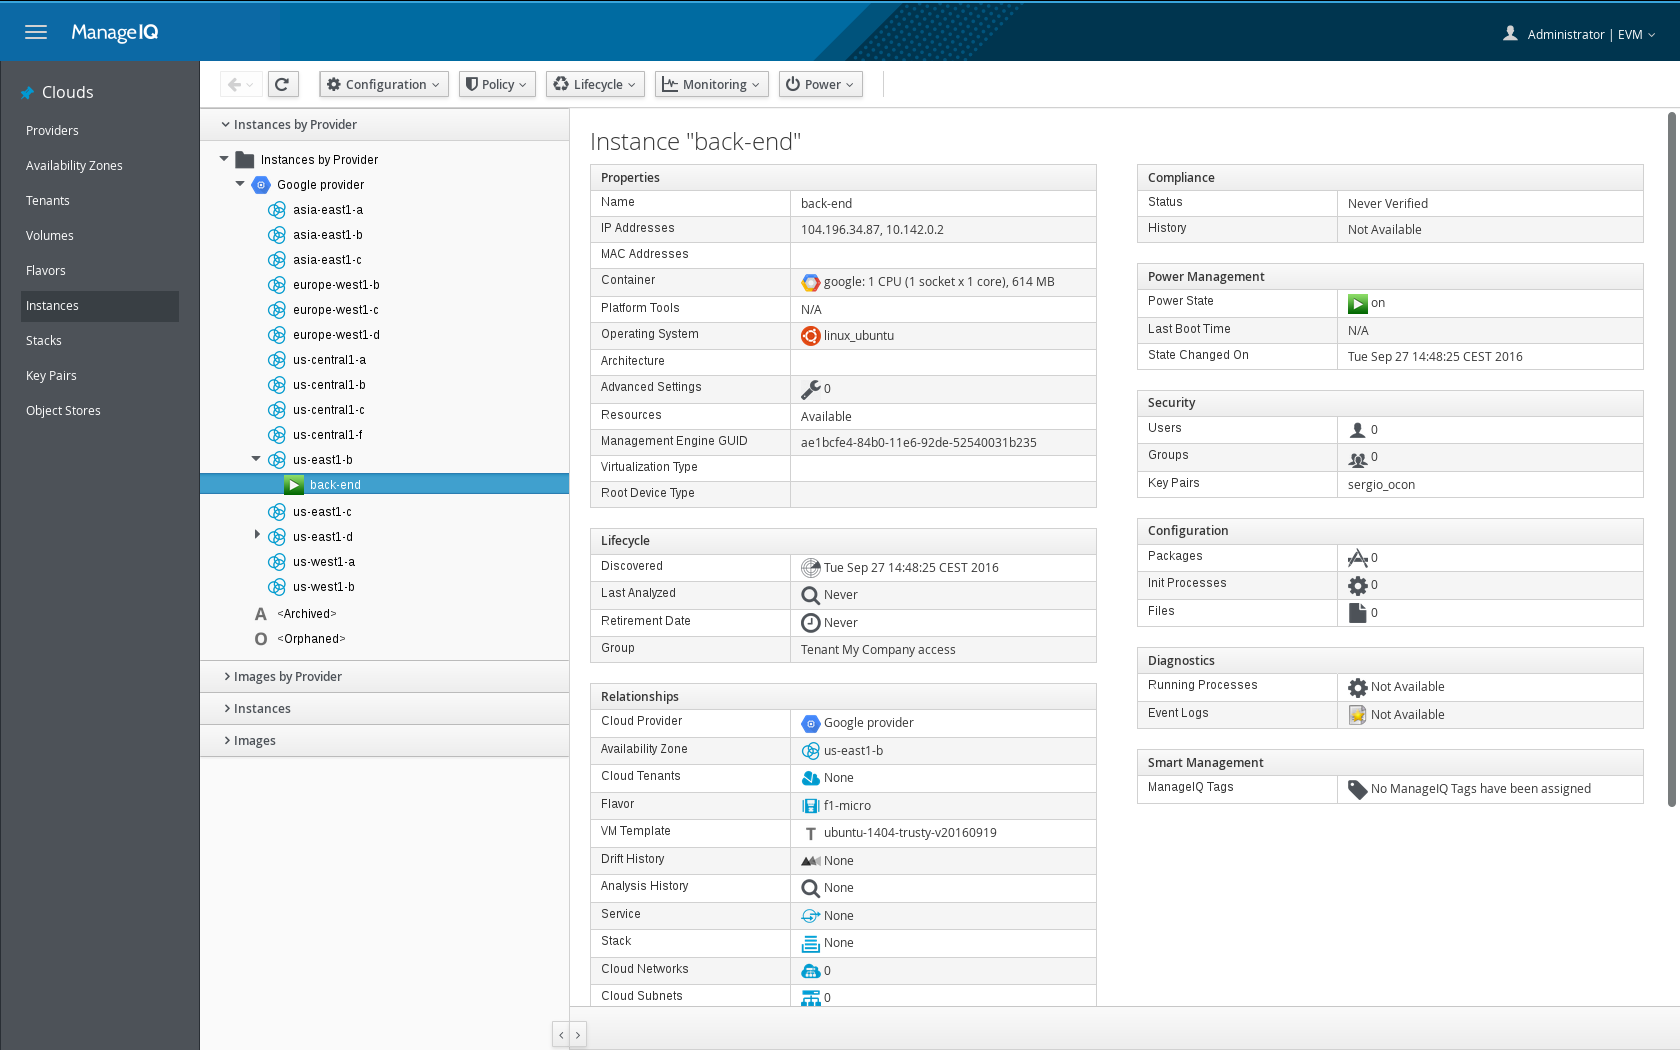 ManageIQ
Administrator | EVM
Clouds
Providers
Availability Zones
Tenants
Volumes
Flavors
Instances
Stacks
Key Pairs
Object Stores
Configuration
Policy
Lifecycle
Monitoring
Power
Instances by Provider
Instances by Provider
Google provider
asia-east1-a
asia-east1-b
asia-east1-c
europe-west1-b
europe-west1-c
europe-west1-d
us-central1-a
us-central1-b
us-central1-c
us-central1-f
us-east1-b
back-end
us-east1-c
us-east1-d
us-west1-a
us-west1-b
A <Archived>
O <Orphaned>
Images by Provider
Instances
Images
Instance "back-end"
Properties
Name back-end
IP Addresses 104.196.34.87, 10.142.0.2
MAC Addresses
Container google: 1 CPU (1 socket x 1 core), 614 MB
Platform Tools N/A
Operating System linux_ubuntu
Architecture
Advanced Settings 0
Resources Available
Management Engine GUID ae1bcfe4-84b0-11e6-92de-52540031b235
Virtualization Type
Root Device Type
Lifecycle
Discovered Tue Sep 27 14:48:25 CEST 2016
Last Analyzed Never
Retirement Date Never
Group Tenant My Company access
Relationships
Cloud Provider Google provider
Availability Zone us-east1-b
Cloud Tenants None
Flavor f1-micro
VM Template T ubuntu-1404-trusty-v20160919
Drift History None
Analysis History None
Service None
Stack None
Cloud Networks 0
Cloud Subnets 0
Compliance
Status Never Verified
History Not Available
Power Management
Power State on
Last Boot Time N/A
State Changed On Tue Sep 27 14:48:25 CEST 2016
Security
Users 0
Groups 0
Key Pairs sergio_ocon
Configuration
Packages 0
Init Processes 0
Files 0
Diagnostics
Running Processes Not Available
Event Logs Not Available
Smart Management
ManageIQ Tags No ManageIQ Tags have been assigned